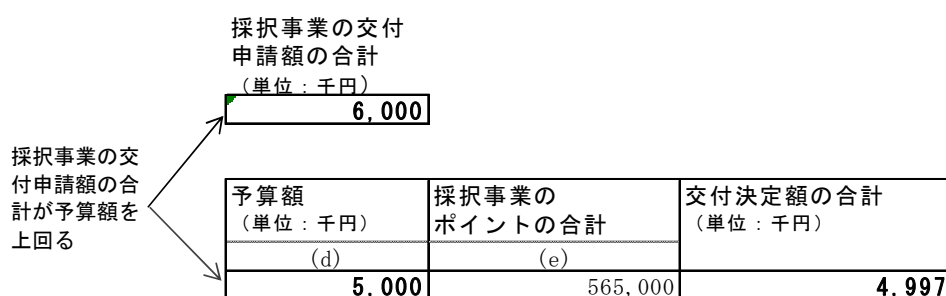 採択事業の交付
申請額の合計
（単位：千円）
6,000
採択事業の交
付申請額の合
計が予算額を
上回る
予算額
（単位：千円）
採択事業の
ポイントの合計
交付決定額の合計
（単位：千円）
(d)
(e)
5,000
565,000
4,997